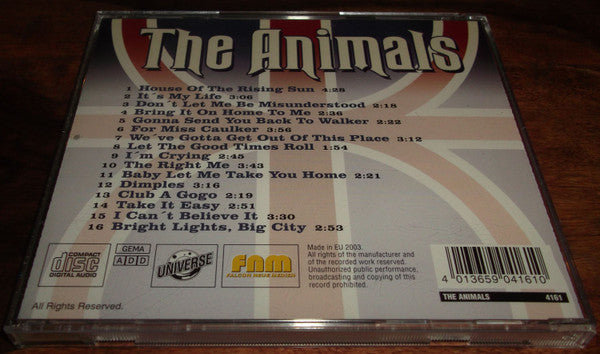 The Animals
1 House Of The Rising Sun 4:28
2 It´s My Life 3:06
3 Don´t Let Me Be Misunderstood 2:18
4 Bring It On Home To Me 2:36
5 Gonna Send You Back To Walker 2:22
6 For Miss Caulker 3:56
7 We´ve Gotta Get Out Of This Place 3:12
8 Let The Good Times Roll 1:54
9 I´m Crying 2:45
10 The Right Me 3:43
11 Baby Let Me Take You Home 2:21
12 Dimples 3:16
13 Club A Gogo 2:19
14 Take It Easy 2:51
15 I Can´t Believe It 3:30
16 Bright Lights, Big City 2:53
COMPACT
disc
DIGITAL AUDIO
GEMA
ADD
UNIVERSE
FNM
FALCON NEUE MEDIEN
Made in EU 2003.
All rights of the manufacturer and
of the recorded work reserved.
Unauthorized public performance,
broadcasting and copying of this
record prohibited.
4 013659 041610
THE ANIMALS 4161
All Rights Reserved.